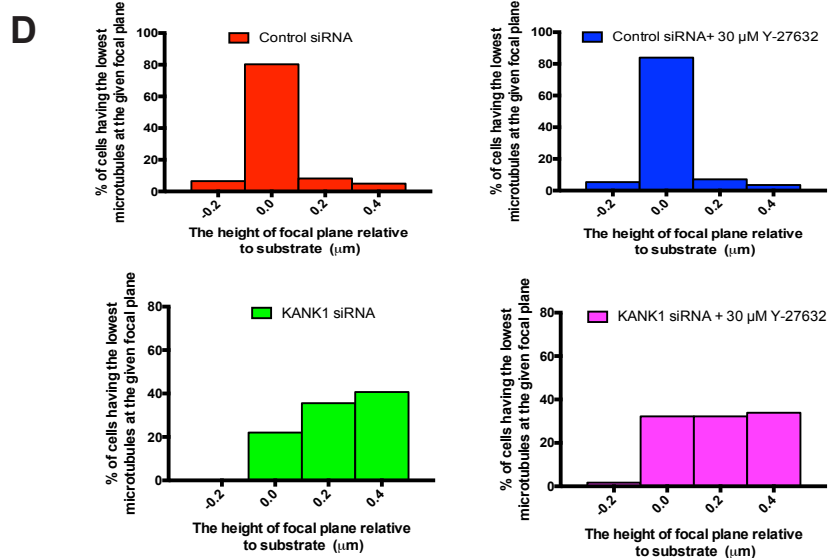 D
% of cells having the lowest
microtubules at the given focal plane
100
80
60
40
20
0
Control siRNA
-0.2
0.0
0.2
0.4
The height of focal plane relative
to substrate (μm)
% of cells having the lowest
microtubules at the given focal plane
100
80
60
40
20
0
Control siRNA+ 30 μM Y-27632
-0.2
0.0
0.2
0.4
The height of focal plane relative
to substrate (μm)
% of cells having the lowest
microtubules at the given focal plane
80
60
40
20
0
KANK1 siRNA
-0.2
0.0
0.2
0.4
The height of focal plane relative
to substrate (μm)
% of cells having the lowest
microtubules at the given focal plane
80
60
40
20
0
KANK1 siRNA + 30 μM Y-27632
-0.2
0.0
0.2
0.4
The height of focal plane relative
to substrate (μm)